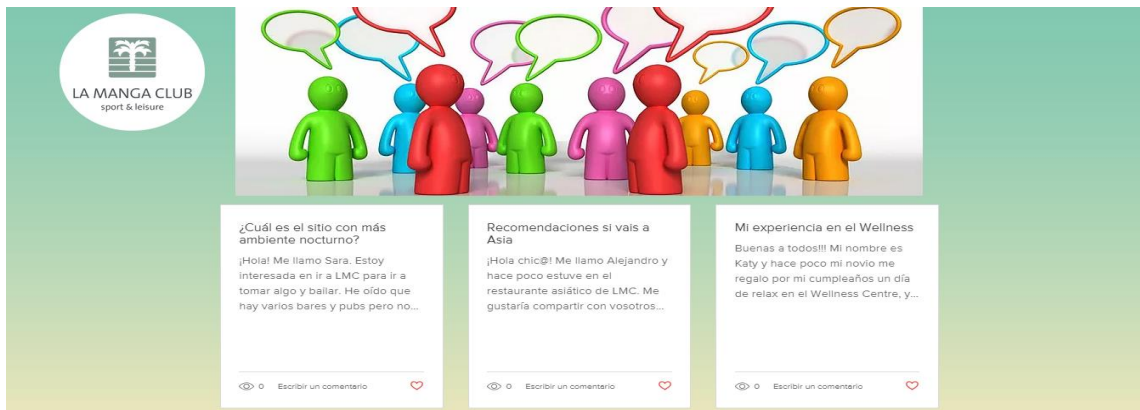 LA MANGA CLUB
sport & leisure
¿Cuál es el sitio con más
ambiente nocturno?
¡Hola! Me llamo Sara. Estoy
interesada en ir a LMC para ir a
tomar algo y bailar. He oído que
hay varios bares y pubs pero no...
0 Escribir un comentario
Recomendaciones si vais a
Asia
¡Hola chic@! Me llamo Alejandro y
hace poco estuve en el
restaurante asiático de LMC. Me
gustaría compartir con vosotros...
0 Escribir un comentario
Mi experiencia en el Wellness
Buenas a todos!!! Mi nombre es
Katy y hace poco mi novio me
regalo por mi cumpleaños un día
de relax en el Wellness Centre, y...
0 Escribir un comentario